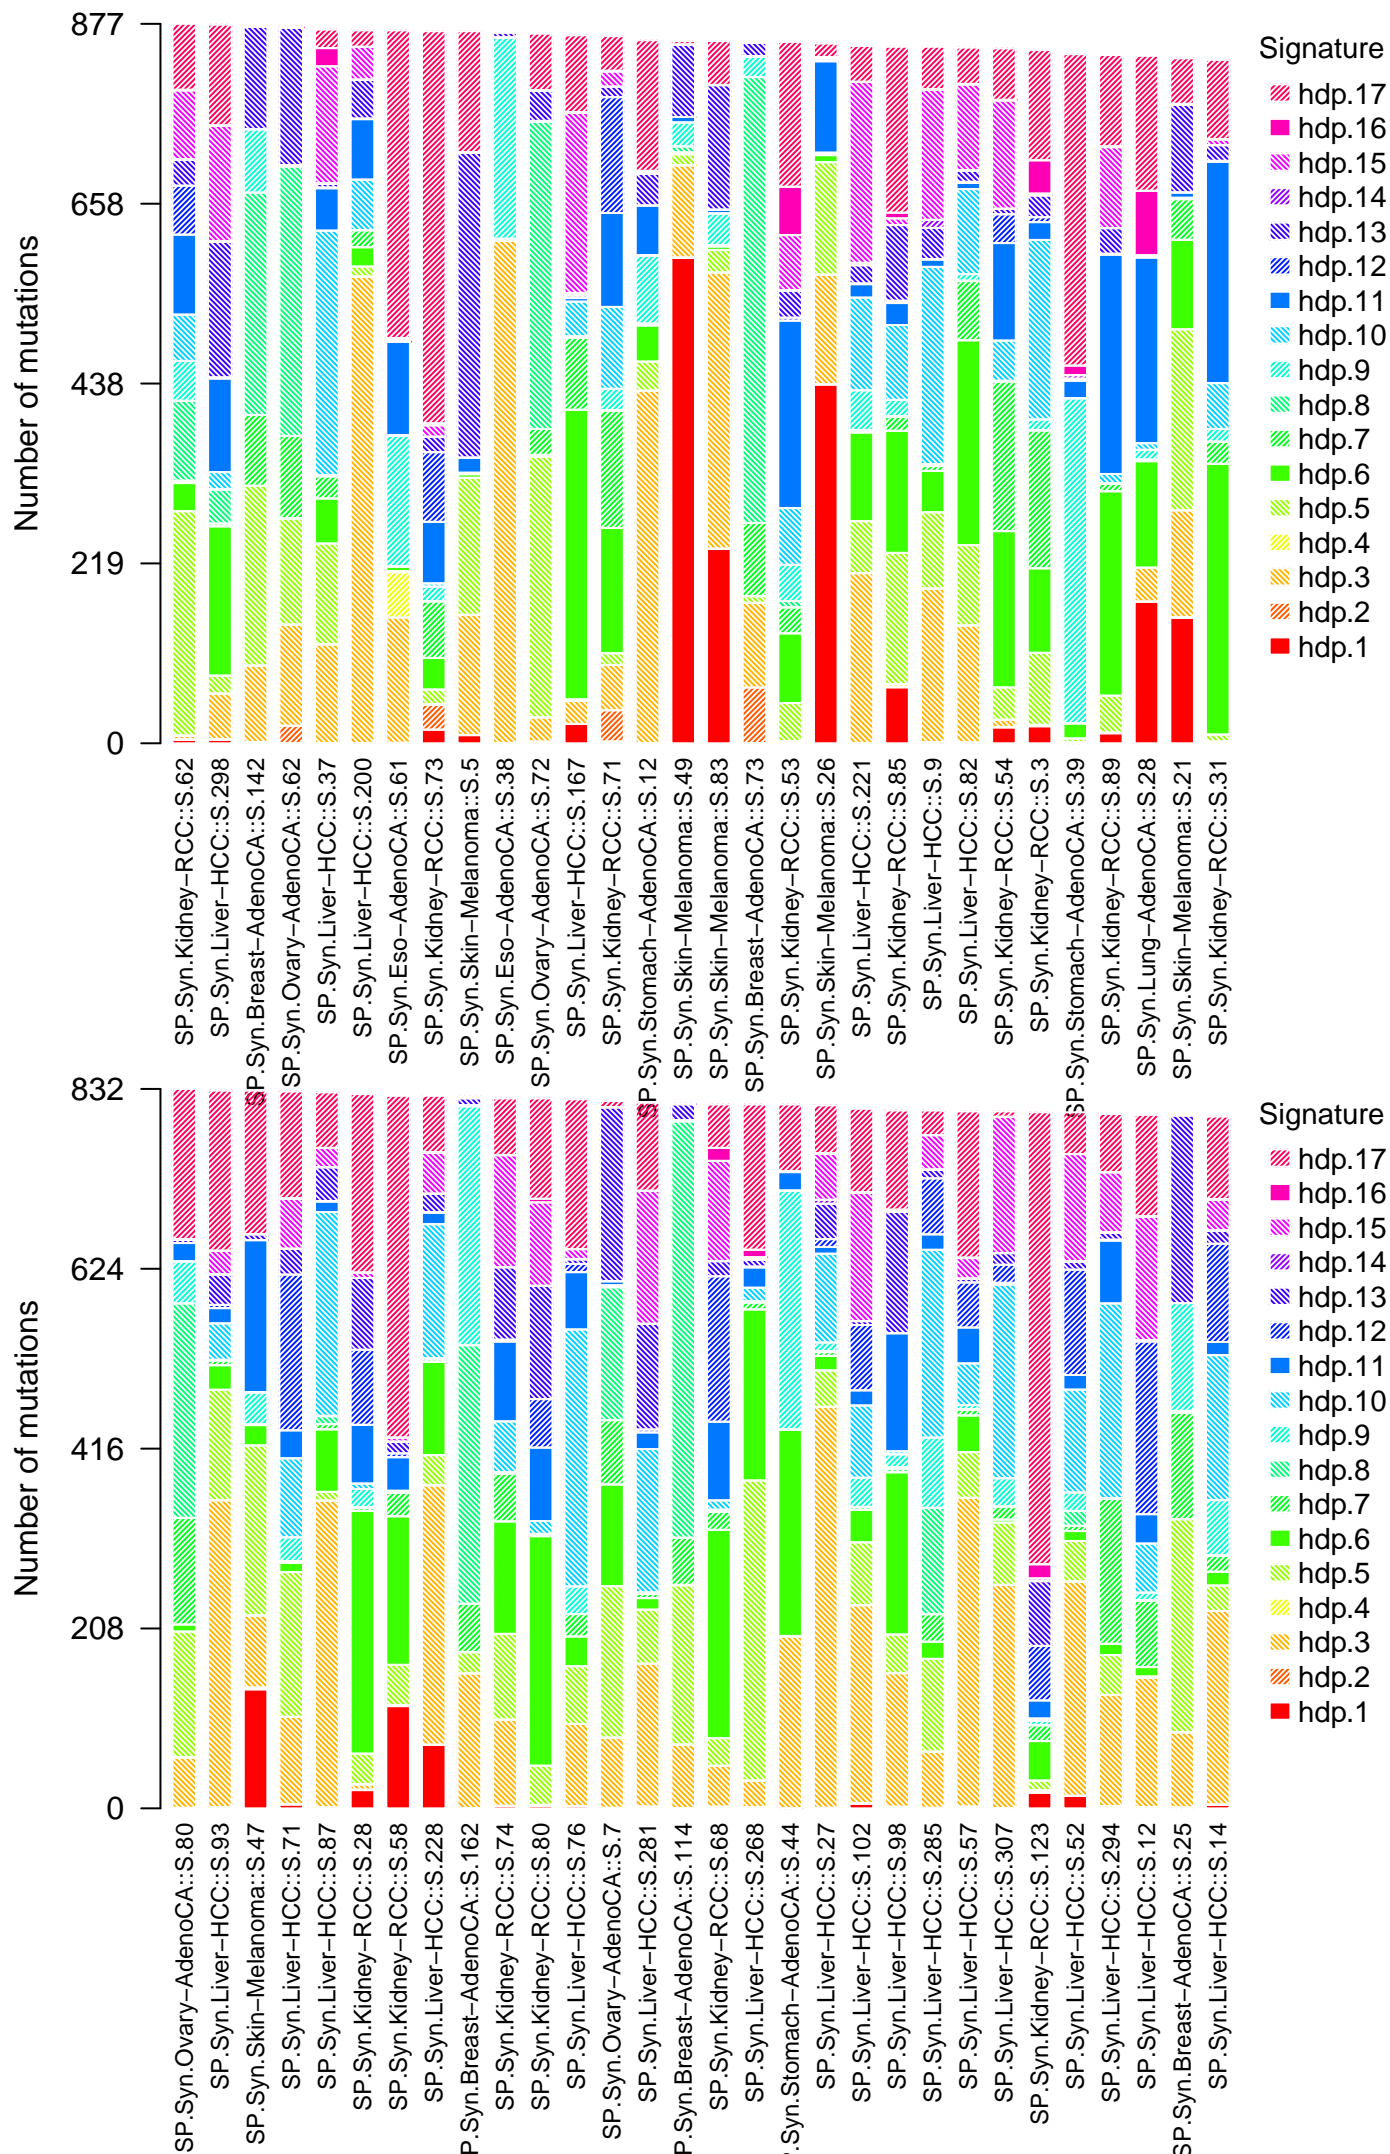 877
658
438
219
0
Number of mutations
Signature
hdp.17
hdp.16
hdp.15
hdp.14
hdp.13
hdp.12
hdp.11
hdp.10
hdp.9
hdp.8
hdp.7
hdp.6
hdp.5
hdp.4
hdp.3
hdp.2
hdp.1
SP.Syn.Kidney−RCC::S.62
SP.Syn.Liver−HCC::S.298
SP.Syn.Breast−AdenoCA::S.142
SP.Syn.Ovary−AdenoCA::S.62
SP.Syn.Liver−HCC::S.37
SP.Syn.Liver−HCC::S.200
SP.Syn.Eso−AdenoCA::S.61
SP.Syn.Kidney−RCC::S.73
SP.Syn.Skin−Melanoma::S.5
SP.Syn.Eso−AdenoCA::S.38
SP.Syn.Ovary−AdenoCA::S.72
SP.Syn.Liver−HCC::S.167
SP.Syn.Kidney−RCC::S.71
SP.Syn.Stomach−AdenoCA::S.12
SP.Syn.Skin−Melanoma::S.49
SP.Syn.Skin−Melanoma::S.83
SP.Syn.Breast−AdenoCA::S.73
SP.Syn.Kidney−RCC::S.53
SP.Syn.Skin−Melanoma::S.26
SP.Syn.Liver−HCC::S.221
SP.Syn.Kidney−RCC::S.85
SP.Syn.Liver−HCC::S.9
SP.Syn.Liver−HCC::S.82
SP.Syn.Kidney−RCC::S.54
SP.Syn.Kidney−RCC::S.3
SP.Syn.Stomach−AdenoCA::S.39
SP.Syn.Kidney−RCC::S.89
SP.Syn.Lung−AdenoCA::S.28
SP.Syn.Skin−Melanoma::S.21
SP.Syn.Kidney−RCC::S.31
832
624
416
208
0
Number of mutations
Signature
hdp.17
hdp.16
hdp.15
hdp.14
hdp.13
hdp.12
hdp.11
hdp.10
hdp.9
hdp.8
hdp.7
hdp.6
hdp.5
hdp.4
hdp.3
hdp.2
hdp.1
SP.Syn.Ovary−AdenoCA::S.80
SP.Syn.Liver−HCC::S.93
SP.Syn.Skin−Melanoma::S.47
SP.Syn.Liver−HCC::S.71
SP.Syn.Liver−HCC::S.87
SP.Syn.Kidney−RCC::S.28
SP.Syn.Kidney−RCC::S.58
SP.Syn.Liver−HCC::S.228
SP.Syn.Breast−AdenoCA::S.162
SP.Syn.Kidney−RCC::S.74
SP.Syn.Kidney−RCC::S.80
SP.Syn.Liver−HCC::S.76
SP.Syn.Ovary−AdenoCA::S.7
SP.Syn.Liver−HCC::S.281
P.Syn.Breast−AdenoCA::S.114
SP.Syn.Kidney−RCC::S.68
SP.Syn.Liver−HCC::S.268
.Syn.Stomach−AdenoCA::S.44
SP.Syn.Liver−HCC::S.27
SP.Syn.Liver−HCC::S.102
SP.Syn.Liver−HCC::S.98
SP.Syn.Liver−HCC::S.285
SP.Syn.Liver−HCC::S.57
SP.Syn.Liver−HCC::S.307
SP.Syn.Kidney−RCC::S.123
SP.Syn.Liver−HCC::S.52
SP.Syn.Liver−HCC::S.294
SP.Syn.Liver−HCC::S.12
SP.Syn.Breast−AdenoCA::S.25
SP.Syn.Liver−HCC::S.14